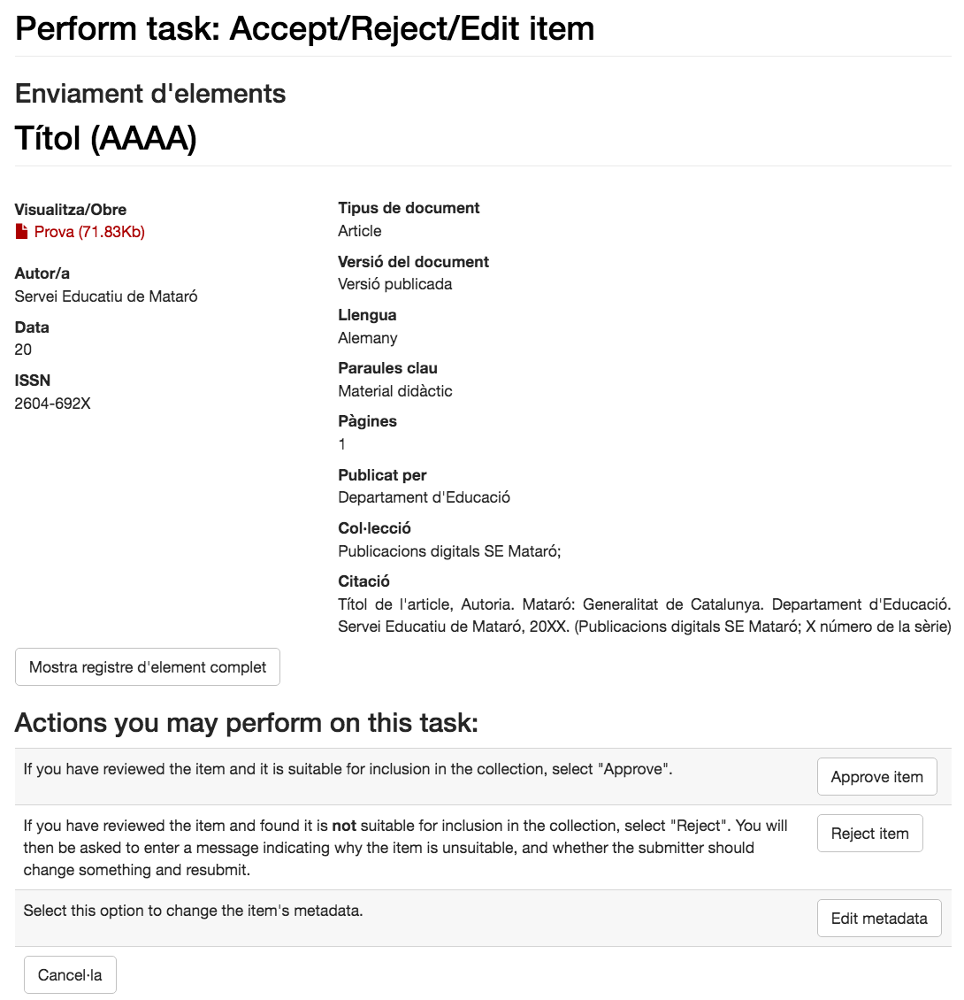 Perform task: Accept/Reject/Edit item
Enviament d'elements
Títol (AAAA)
Visualitza/Obre
Prova (71.83Kb)
Autor/a
Servei Educatiu de Mataró
Data
20
ISSN
2604-692X
Tipus de document
Article
Versió del document
Versió publicada
Llengua
Alemany
Paraules clau
Material didàctic
Pàgines
1
Publicat per
Departament d'Educació
Col·lecció
Publicacions digitals SE Mataró;
Citació
Títol de l'article, Autoria. Mataró: Generalitat de Catalunya. Departament d'Educació.
Servei Educatiu de Mataró, 20XX. (Publicacions digitals SE Mataró; X número de la sèrie)
Mostra registre d'element complet
Actions you may perform on this task:
If you have reviewed the item and it is suitable for inclusion in the collection, select "Approve".
Approve item
If you have reviewed the item and found it is not suitable for inclusion in the collection, select "Reject". You will
then be asked to enter a message indicating why the item is unsuitable, and whether the submitter should
change something and resubmit.
Reject item
Select this option to change the item's metadata.
Edit metadata
Cancel·la